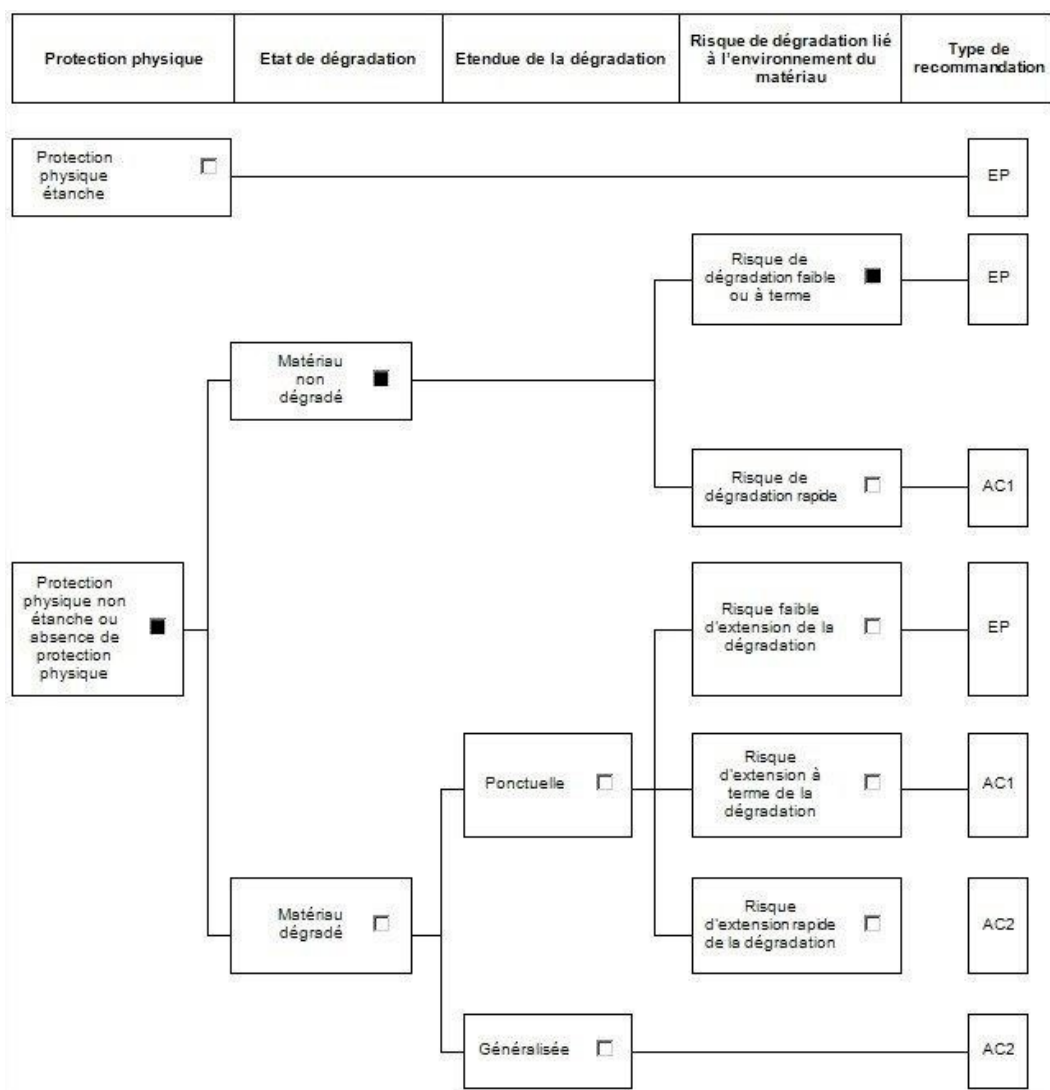 Protection physique
Etat de dégradation
Etendue de la dégradation
Risque de dégradation lié
à l'environnement du
matériau
Type de
recommandation
Protection
physique
étanche
EP
Risque de
dégradation faible
ou à terme
EP
Matériau
non
dégradé
Risque de
dégradation rapide
AC1
Protection
physique non
étanche ou
absence de
protection
physique
Risque faible
d'extension de la
dégradation
EP
Ponctuelle
Risque
d'extension à
terme de la
dégradation
AC1
Matériau
dégradé
Risque
d'extension rapide
de la dégradation
AC2
Généralisée
AC2